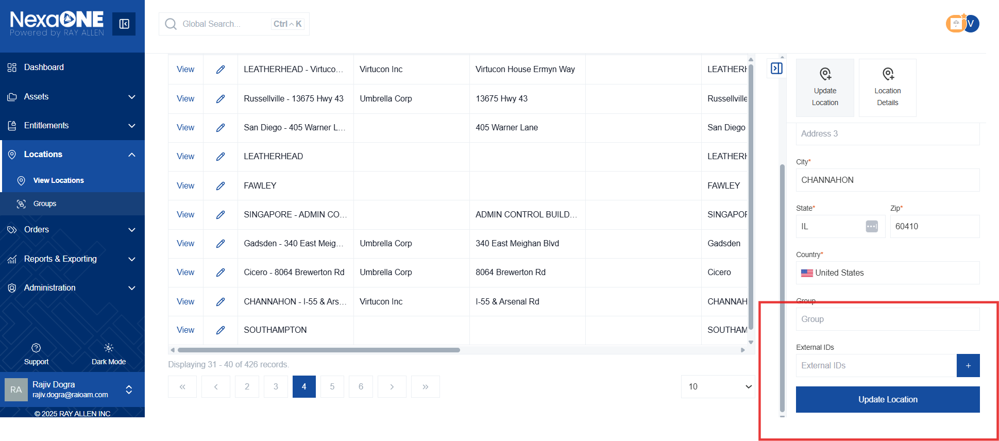 NexaONE
Powered by RAY ALLEN
Global Search... Ctrl ^ K
V
Dashboard
Assets
Entitlements
Locations
View Locations
Groups
Orders
Reports & Exporting
Administration
Support
Dark Mode
RA
Rajiv Dogra
rajiv.dogra@raioam.com
© 2025 RAY ALLEN INC
View LEATHERHEAD - Virtuco... Virtucon Inc Virtucon House Ermyn Way LEATHERH
View Russellville - 13675 Hwy 43 Umbrella Corp 13675 Hwy 43 Russellville
View San Diego - 405 Warner L... 405 Warner Lane San Diego
View LEATHERHEAD LEATHERH
View FAWLEY FAWLEY
View SINGAPORE - ADMIN CO... ADMIN CONTROL BUILD... SINGAPOR
View Gadsden - 340 East Meig... Umbrella Corp 340 East Meighan Blvd Gadsden
View Cicero - 8064 Brewerton Rd Umbrella Corp 8064 Brewerton Rd Cicero
View CHANNAHON - I-55 & Ars... Virtucon Inc I-55 & Arsenal Rd CHANNAH
View SOUTHAMPTON SOUTHAM
Displaying 31 - 40 of 426 records.
« ‹ 2 3 4 5 6 › »
10
Update Location
Location Details
Address 3
City*
CHANNAHON
State* Zip*
IL 60410
Country*
United States
Group
Group
External IDs
External IDs +
Update Location